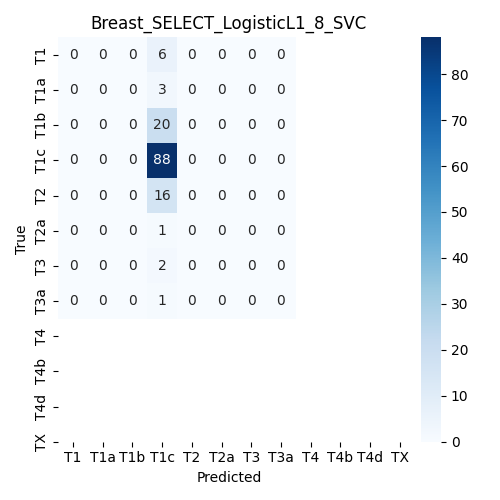 Breast_SELECT_LogisticL1_8_SVC
T1 0 0 0 6 0 0 0 0
T1a 0 0 0 3 0 0 0 0
T1b 0 0 0 20 0 0 0 0
T1c 0 0 0 88 0 0 0 0
T2 0 0 0 16 0 0 0 0
T2a 0 0 0 1 0 0 0 0
T3 0 0 0 2 0 0 0 0
T3a 0 0 0 1 0 0 0 0
T4
T4b
T4d
TX
True
T1 T1a T1b T1c T2 T2a T3 T3a T4 T4b T4d TX
Predicted
80
70
60
50
40
30
20
10
0